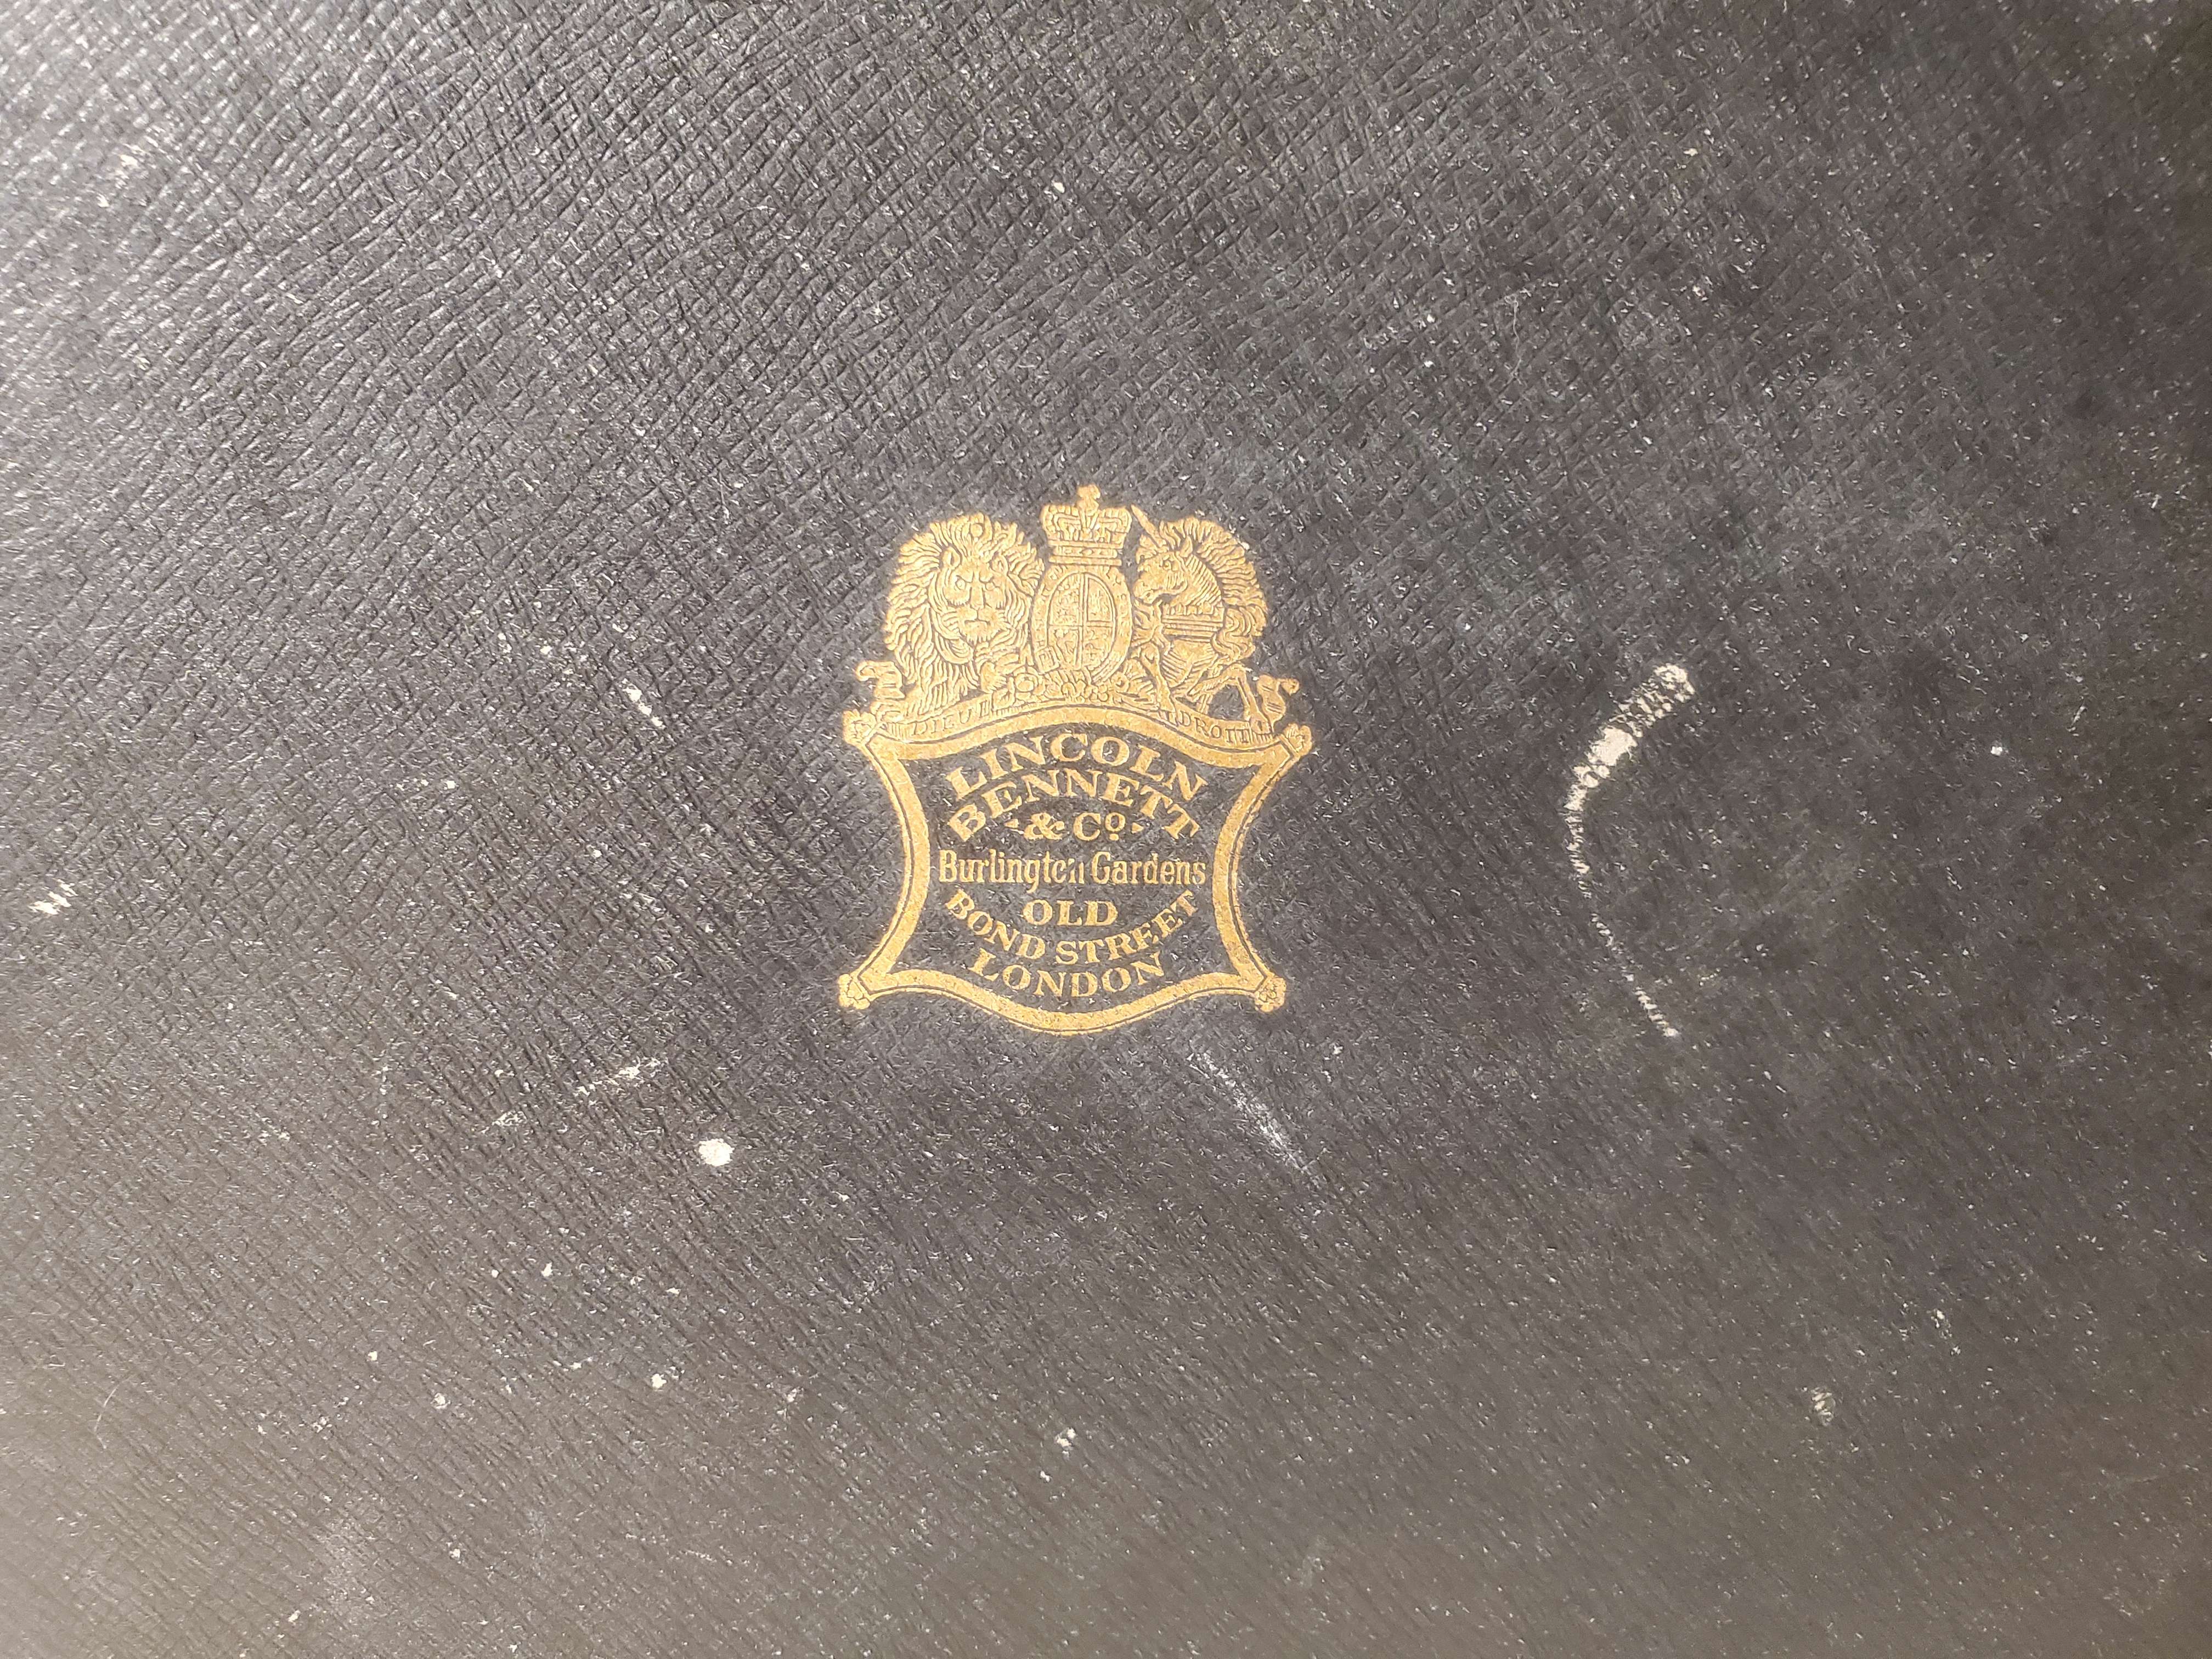 DIEU E DROIT
LINCOLN
BENNETT
& Co.
Burlington Gardens
OLD
BOND STREET
LONDON